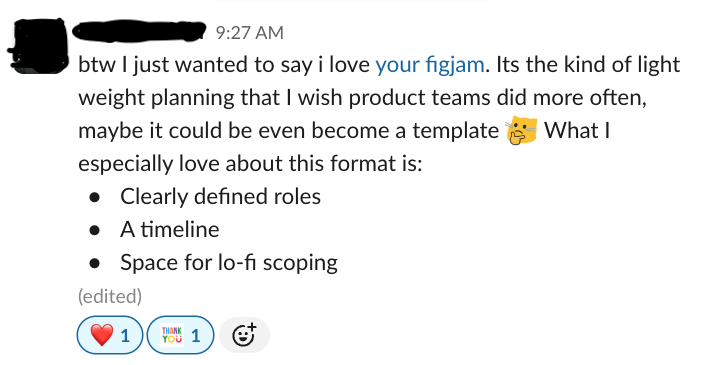 9:27 AM
btw I just wanted to say i love your figjam. Its the kind of light
weight planning that I wish product teams did more often,
maybe it could be even become a template What I
especially love about this format is:
● Clearly defined roles
● A timeline
● Space for lo-fi scoping
(edited)
1 THANK YOU 1